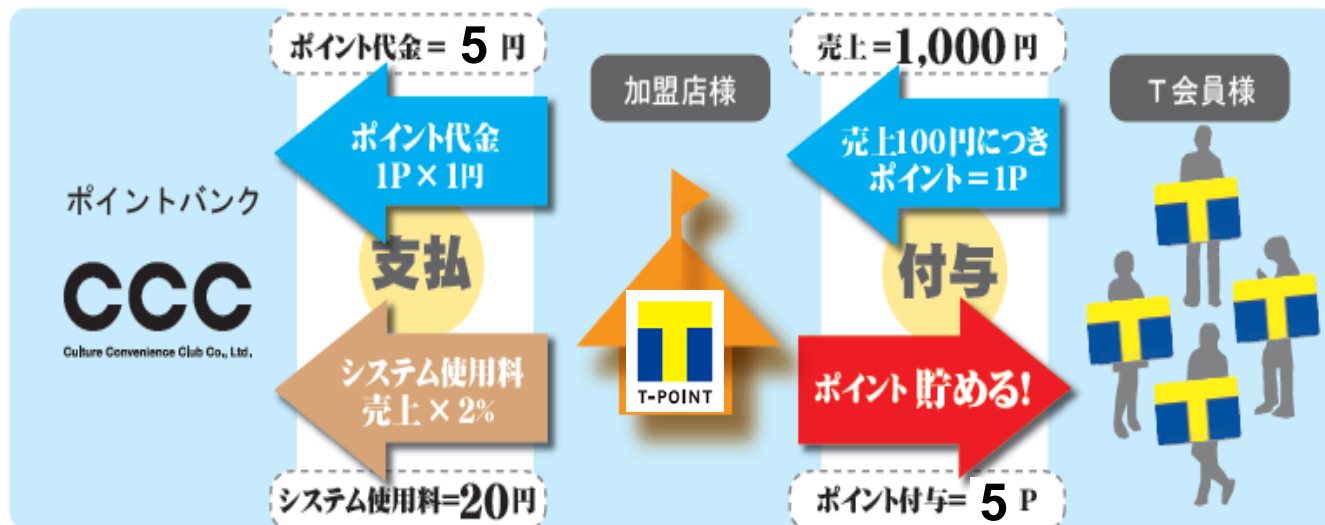 ポイント代金= 5 円
売上=1,000円
加盟店様
T会員様
ポイント代金
1P×1円
売上100円につき
ポイント=1P
ポイントバンク
CCC
Culture Convenience Club Co., Ltd.
支払
付与
システム使用料
売上×2%
T-POINT
ポイント 貯める!
システム使用料=20円
ポイント付与= 5 P